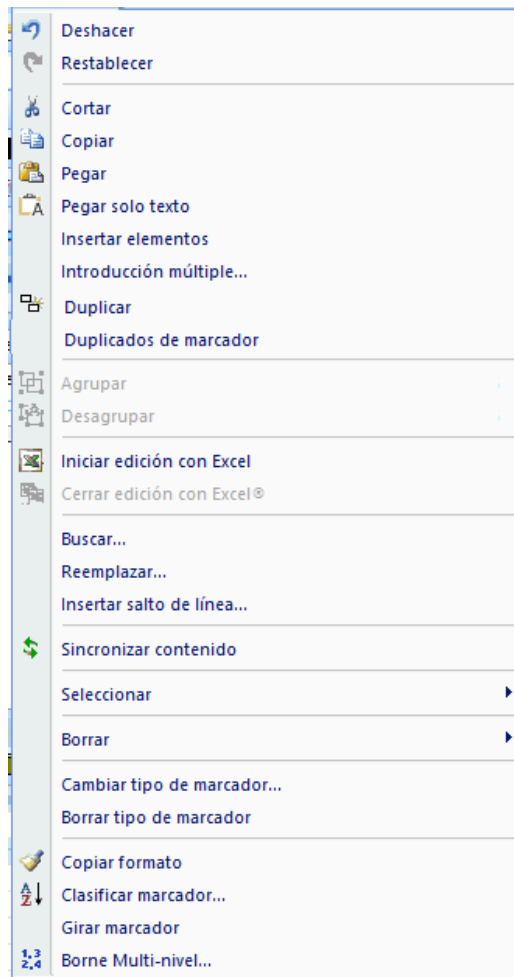 Deshacer
Restablecer
Cortar
Copiar
Pegar
Pegar solo texto
Insertar elementos
Introducción múltiple...
Duplicar
Duplicados de marcador
Agrupar
Desagrupar
Iniciar edición con Excel
Cerrar edición con Excel®
Buscar...
Reemplazar...
Insertar salto de línea...
Sincronizar contenido
Seleccionar
Borrar
Cambiar tipo de marcador...
Borrar tipo de marcador
Copiar formato
Clasificar marcador...
Girar marcador
Borne Multi-nivel...